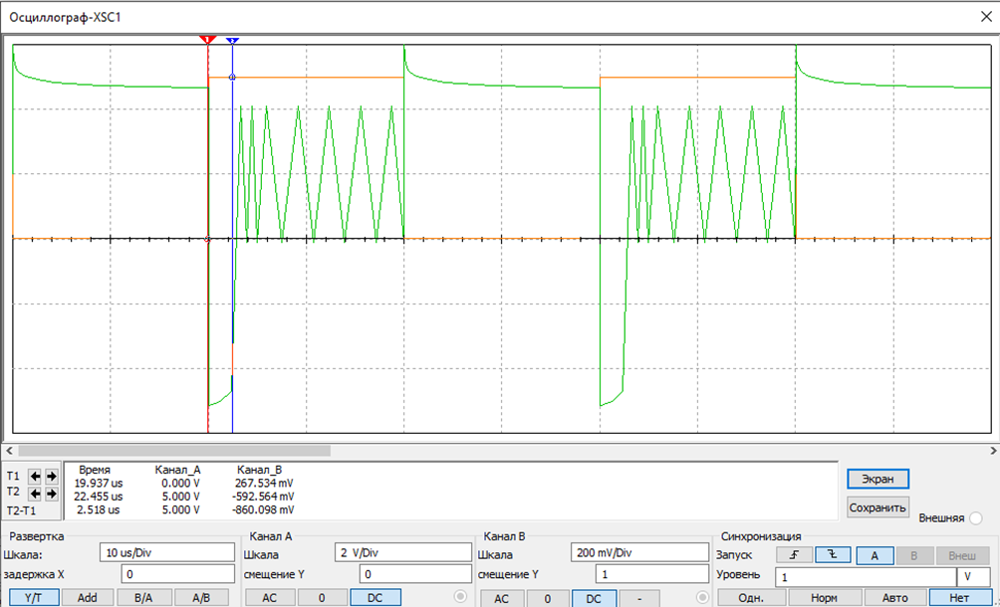 Осциллограф-XSC1
1 2
T1
T2
T2-T1
Время Канал_A Канал_B
19.937 us 0.000 V 267.534 mV
22.455 us 5.000 V -592.564 mV
2.518 us 5.000 V -860.098 mV
Экран
Сохранить
Внешняя
Развертка
Шкала: 10 us/Div
задержка X 0
Y/T Add B/A A/B
Канал A
Шкала 2 V/Div
смещение Y 0
AC 0 DC
Канал B
Шкала 200 mV/Div
смещение Y 1
AC 0 DC -
Синхронизация
Запуск A B Внеш
Уровень 1 V
Одн. Норм Авто Нет